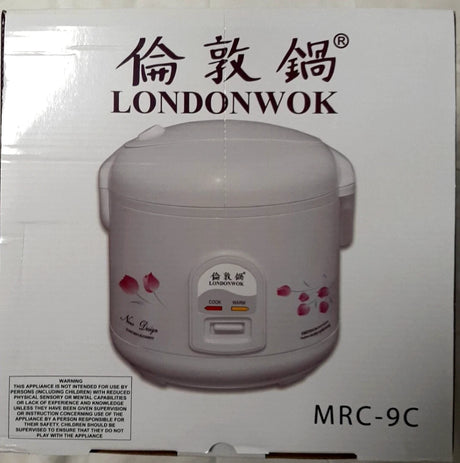 倫敦鍋®
LONDONWOK
倫敦鍋
LONDONWOK
COOK WARM
New Design
WARNING
THIS APPLIANCE IS NOT INTENDED FOR USE BY
PERSONS (INCLUDING CHILDREN) WITH REDUCED
PHYSICAL SENSORY OR MENTAL CAPABILITIES
OR LACK OF EXPERIENCE AND KNOWLEDGE
UNLESS THEY HAVE BEEN GIVEN SUPERVISION
OR INSTRUCTION CONCERNING USE OF THE
APPLIANCE BY A PERSON RESPONSIBLE FOR
THEIR SAFETY, CHILDREN SHOULD BE
SUPERVISED TO ENSURE THAT THEY DO NOT
PLAY WITH THE APPLIANCE
MRC-9C